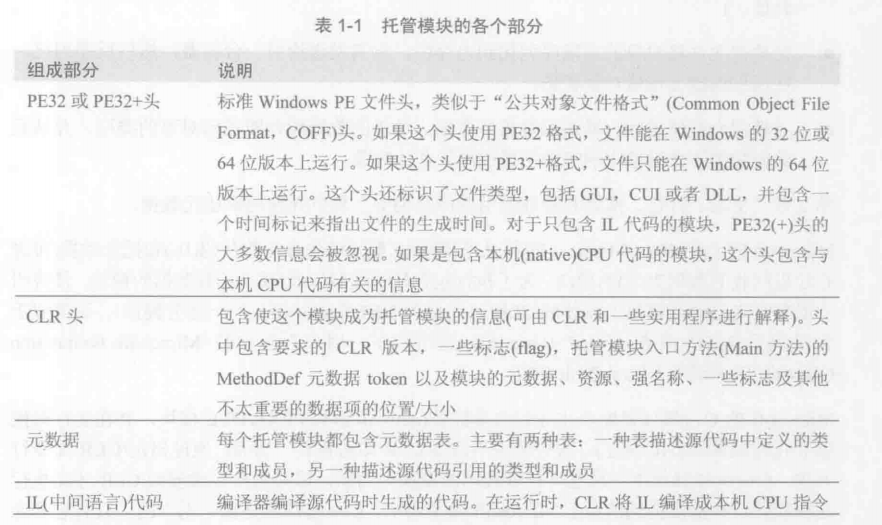 表 1-1 托管模块的各个部分
组成部分 说明
PE32 或 PE32+头 标准 Windows PE 文件头，类似于“公共对象文件格式”(Common Object File
Format，COFF)头。如果这个头使用 PE32 格式，文件能在 Windows 的 32 位或
64 位版本上运行。如果这个头使用 PE32+格式，文件只能在 Windows 的 64 位
版本上运行。这个头还标识了文件类型，包括 GUI、CUI 或者 DLL，并包含一
个时间标记来指出文件的生成时间。对于只包含 IL 代码的模块，PE32(+)头的
大多数信息会被忽视。如果是包含本机(native)CPU 代码的模块，这个头包含与
本机 CPU 代码有关的信息
CLR 头 包含使这个模块成为托管模块的信息(可由 CLR 和一些实用程序进行解释)。头
中包含要求的 CLR 版本，一些标志(flag)，托管模块入口方法(Main 方法)的
MethodDef 元数据 token 以及模块的元数据、资源、强名称、一些标志及其他
不太重要的数据项的位置/大小
元数据 每个托管模块都包含元数据表。主要有两种表：一种表描述源代码中定义的类
型和成员，另一种描述源代码引用的类型和成员
IL(中间语言)代码 编译器编译源代码时生成的代码。在运行时，CLR 将 IL 编译成本机 CPU 指令